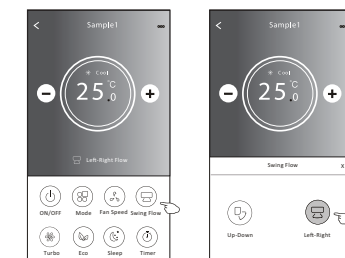 Sample1
Cool
25.0°C
Left-Right Flow
ON/OFF Mode Fan Speed Swing Flow
Turbo Eco Sleep Timer
Sample1
Cool
25.0°C
Swing Flow X
Up-Down Left-Right